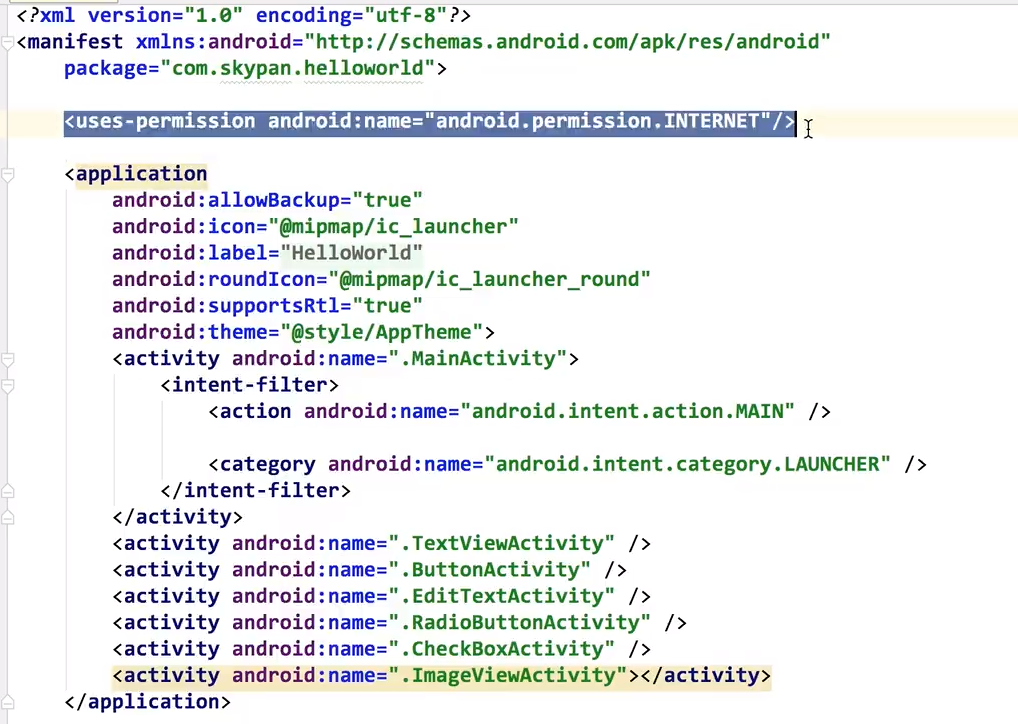 <?xml version="1.0" encoding="utf-8"?>
<manifest xmlns:android="http://schemas.android.com/apk/res/android"
    package="com.skypan.helloworld">

    <uses-permission android:name="android.permission.INTERNET"/>

    <application
        android:allowBackup="true"
        android:icon="@mipmap/ic_launcher"
        android:label="HelloWorld"
        android:roundIcon="@mipmap/ic_launcher_round"
        android:supportsRtl="true"
        android:theme="@style/AppTheme">
        <activity android:name=".MainActivity">
            <intent-filter>
                <action android:name="android.intent.action.MAIN" />

                <category android:name="android.intent.category.LAUNCHER" />
            </intent-filter>
        </activity>
        <activity android:name=".TextViewActivity" />
        <activity android:name=".ButtonActivity" />
        <activity android:name=".EditTextActivity" />
        <activity android:name=".RadioButtonActivity" />
        <activity android:name=".CheckBoxActivity" />
        <activity android:name=".ImageViewActivity"></activity>
    </application>